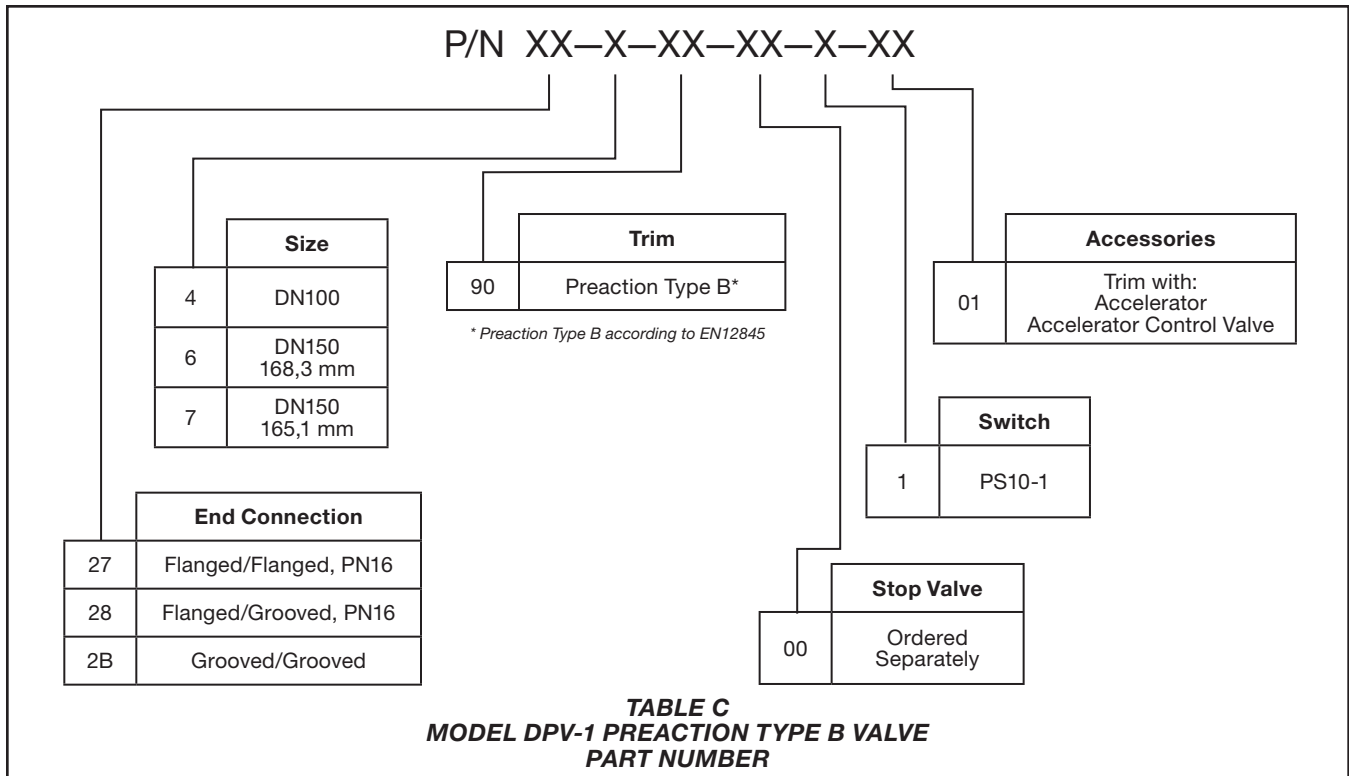 P/N XX—X—XX—XX—X—XX
Size
4 DN100
6 DN150
168,3 mm
7 DN150
165,1 mm
Trim
90 Preaction Type B*
* Preaction Type B according to EN12845
Accessories
01 Trim with:
Accelerator
Accelerator Control Valve
Switch
1 PS10-1
End Connection
27 Flanged/Flanged, PN16
28 Flanged/Grooved, PN16
2B Grooved/Grooved
Stop Valve
00 Ordered
Separately
TABLE C
MODEL DPV-1 PREACTION TYPE B VALVE
PART NUMBER